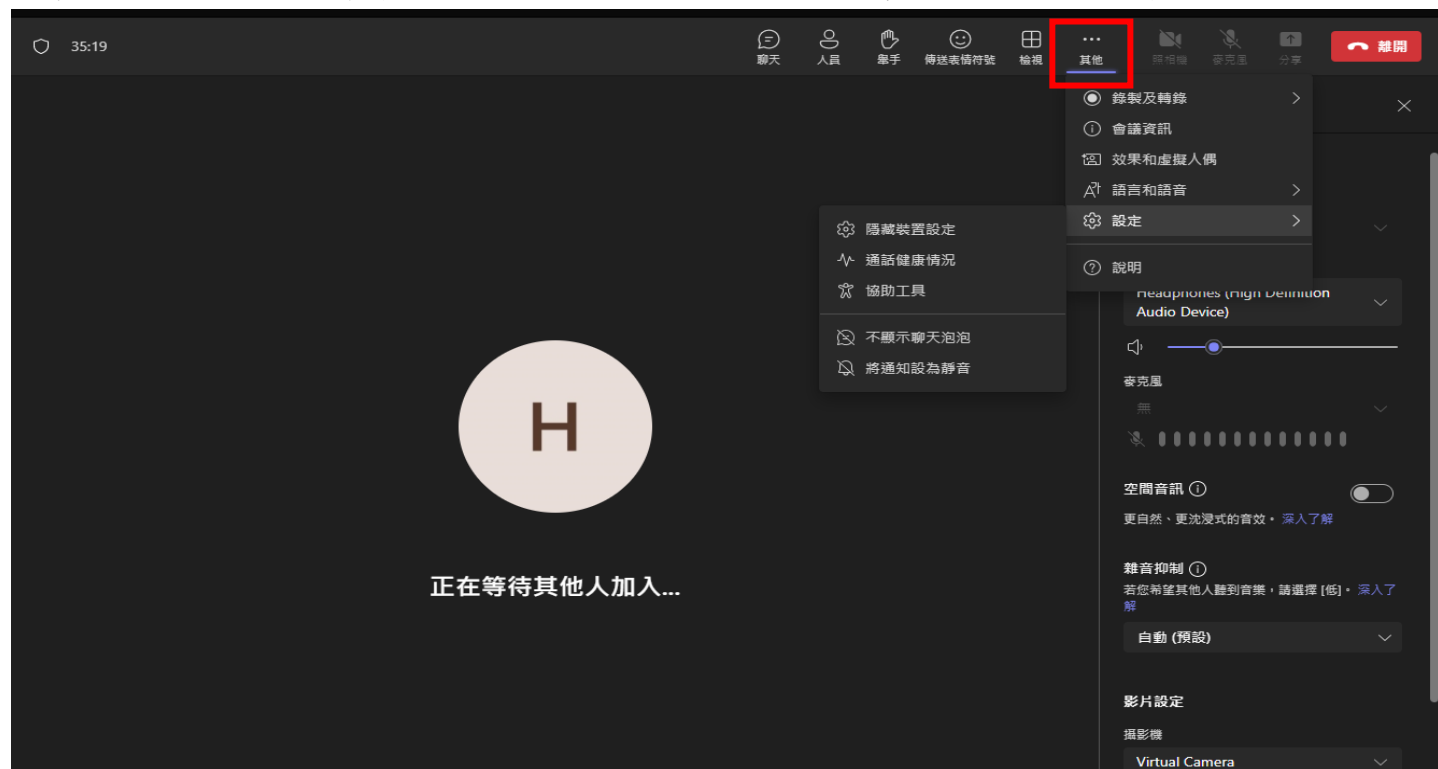 35:19
聊天
人員
舉手
傳送表情符號
檢視
其他
照相機
麥克風
分享
離開
錄製及轉錄
會議資訊
效果和虛擬人偶
語言和語音
設定
說明
隱藏裝置設定
通話健康情況
協助工具
不顯示聊天泡泡
將通知設為靜音
H
正在等待其他人加入...
Headphones (High Definition
Audio Device)
麥克風
無
空間音訊
更自然、更沈浸式的音效。深入了解
雜音抑制
若您希望其他人聽到音樂，請選擇 [低]。深入了
解
自動 (預設)
影片設定
攝影機
Virtual Camera